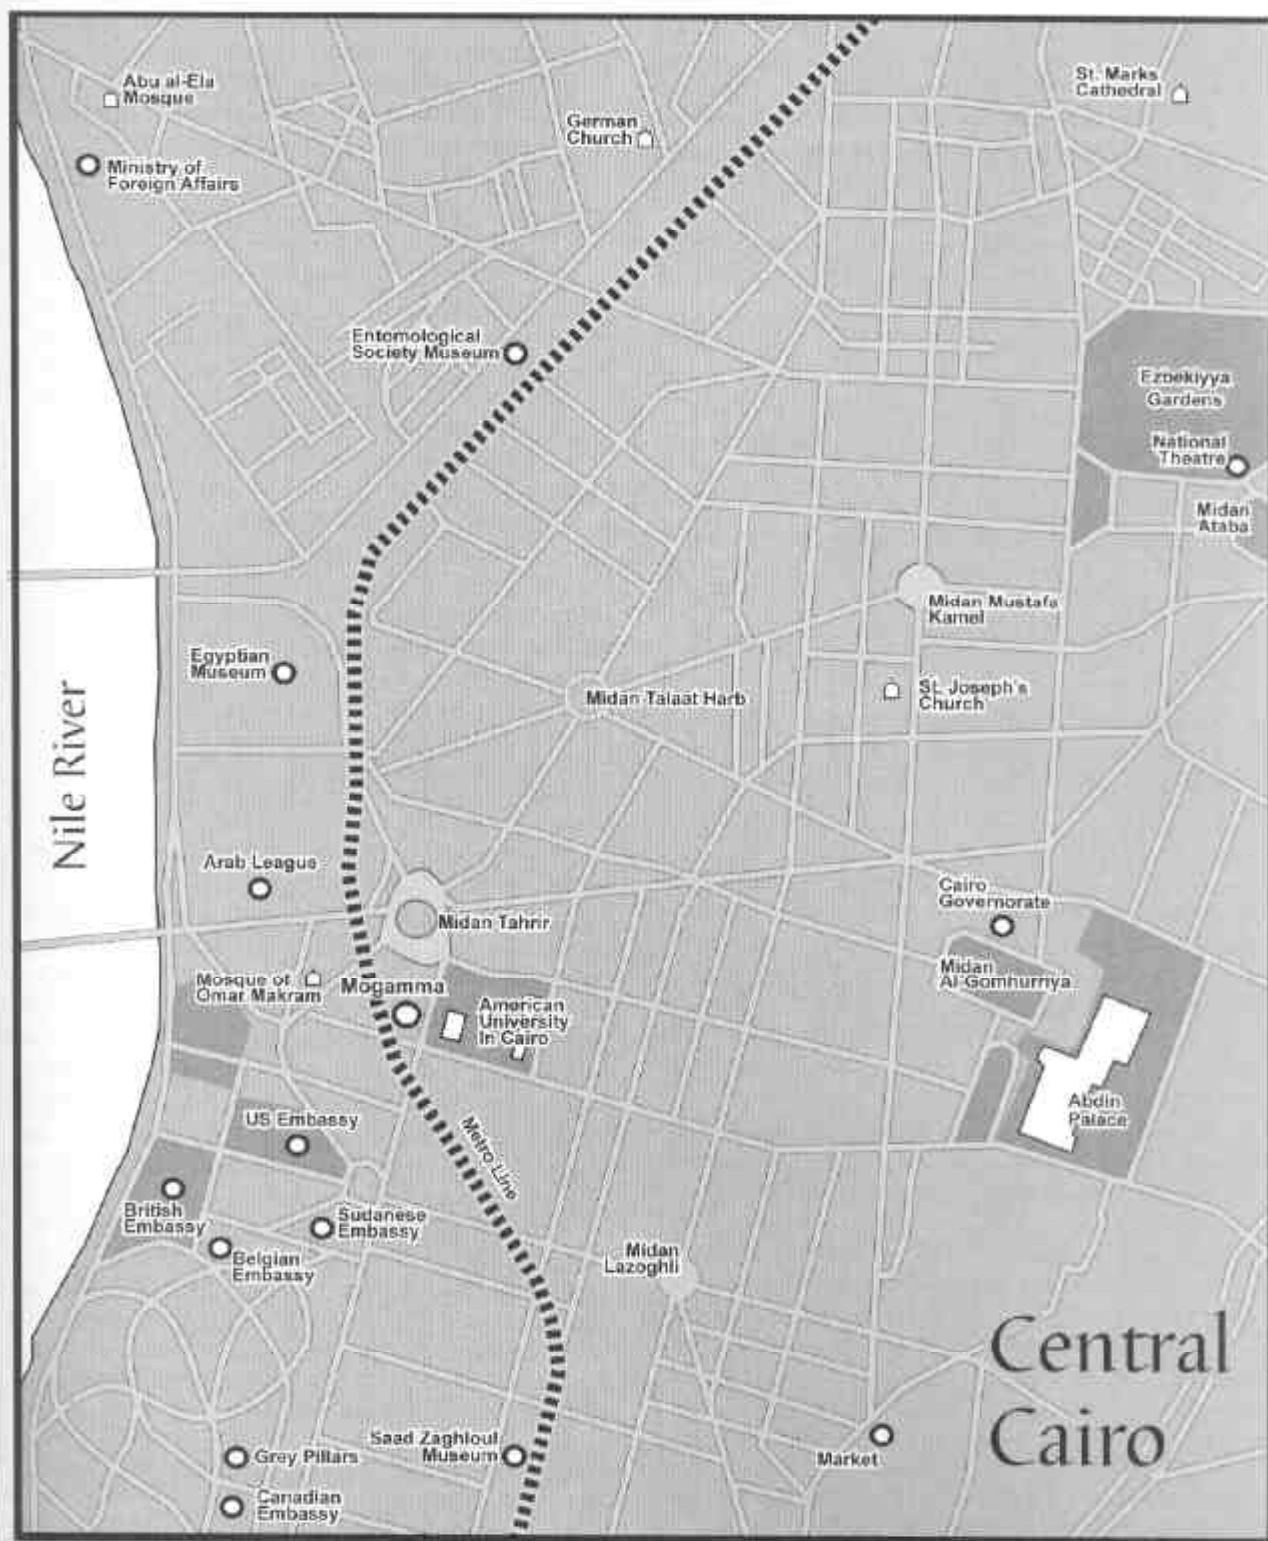 Abu al-Ela
Mosque
St. Marks
Cathedral
German
Church
Ministry of
Foreign Affairs
Entomological
Society Museum
Ezbekiyya
Gardens
National
Theatre
Midan
Ataba
Midan Mustafa
Kamel
Egyptian
Museum
Midan Talaat Harb
St. Joseph's
Church
Nile River
Arab League
Cairo
Governorate
Midan Tahrir
Midan
Al-Gomhurriya
Mosque of
Omar Makram
Mogamma
American
University
In Cairo
Abdin
Palace
US Embassy
Metro Line
British
Embassy
Sudanese
Embassy
Belgian
Embassy
Midan
Lazoghli
Central
Cairo
Grey Pillars
Saad Zaghloul
Museum
Market
Canadian
Embassy